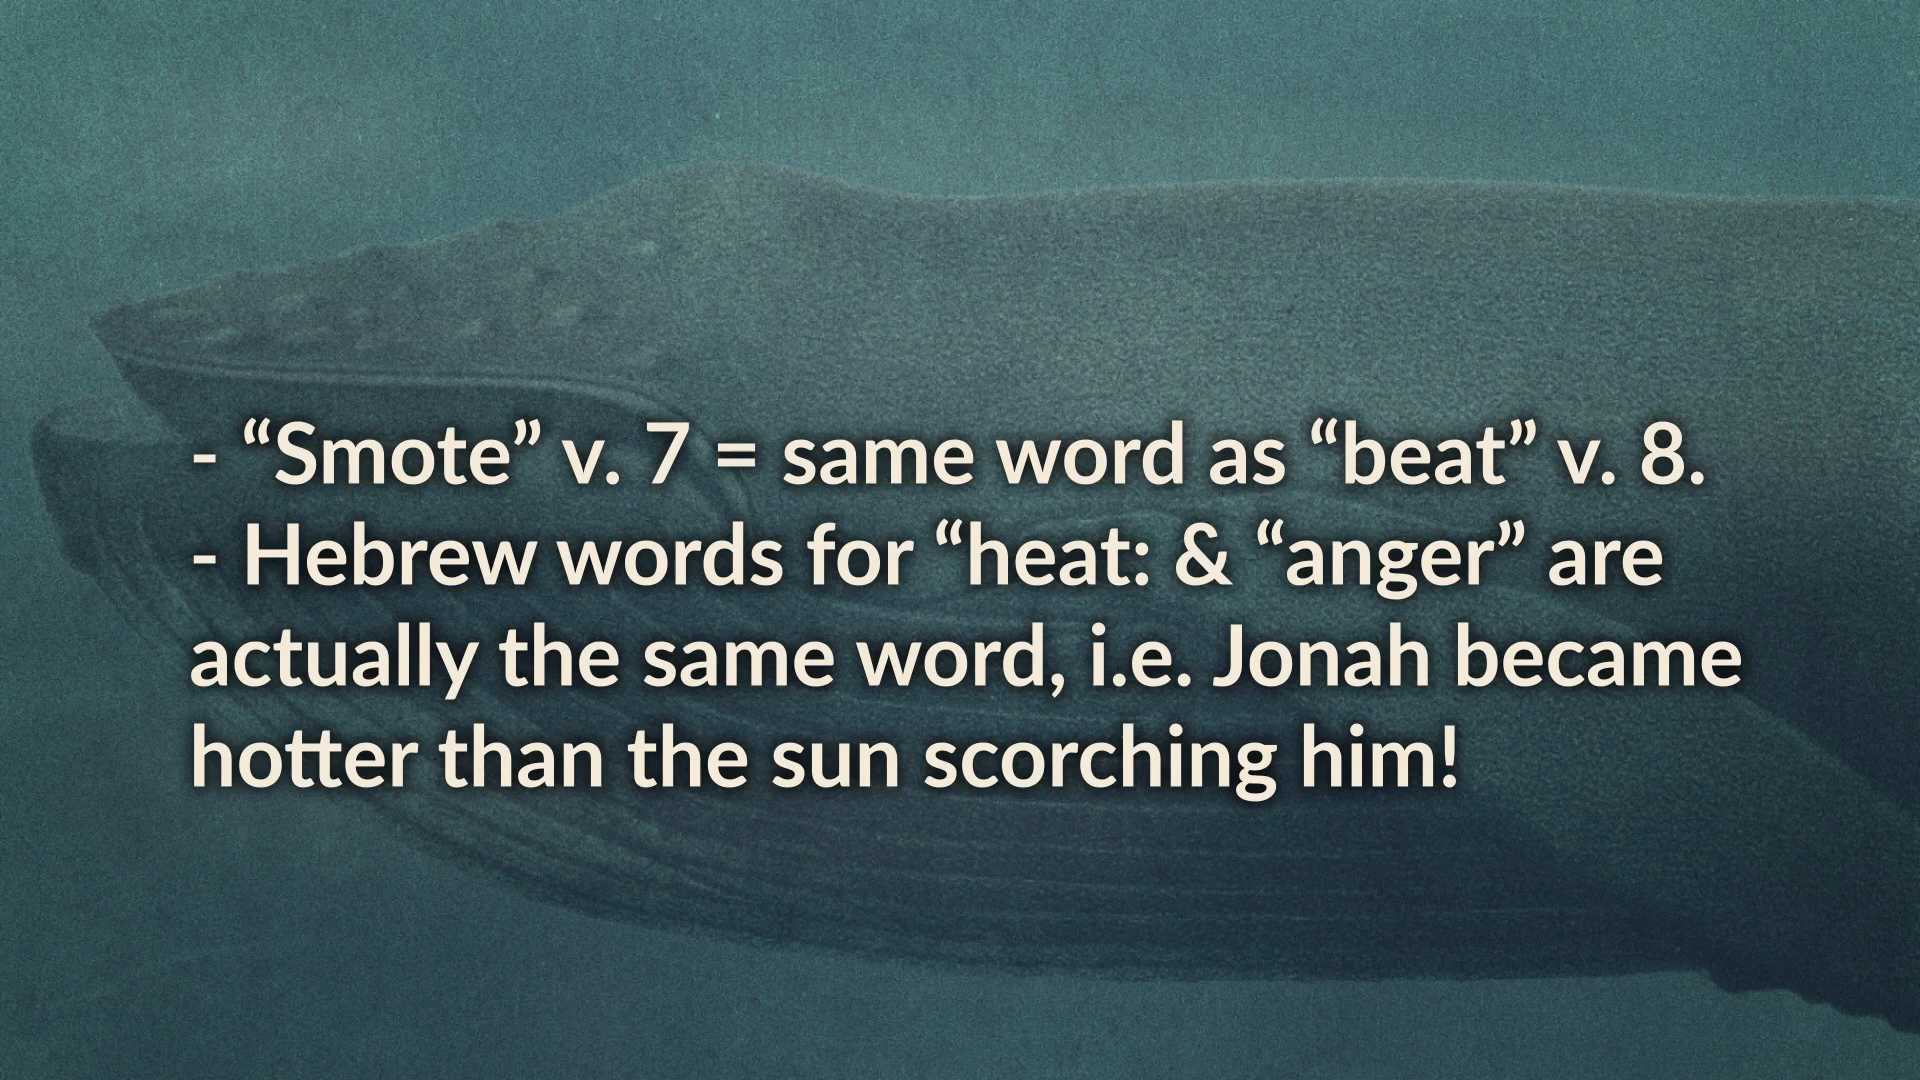 - “Smote” v. 7 = same word as “beat” v. 8.
- Hebrew words for “heat: & “anger” are
actually the same word, i.e. Jonah became
hotter than the sun scorching him!